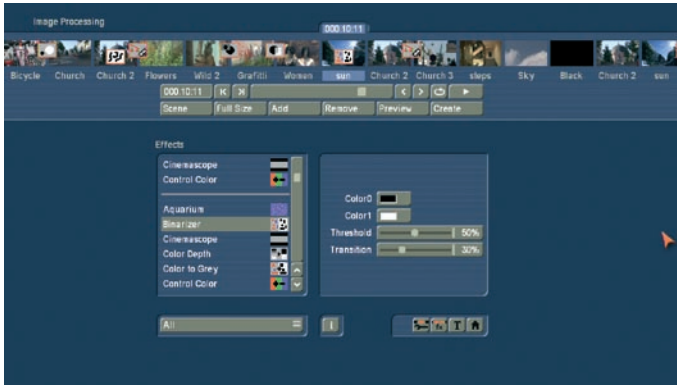 Image Processing
000.10:11
Bicycle Church Church 2 Flowers Wild 2 Grafitti Women sun Church 2 Church 3 steps Sky Black Church 2 sun
000.10:11
Scene Full Size Add Remove Preview Create
Effects
Cinemascope
Control Color
Aquarium
Binarizer
Cinemascope
Color Depth
Color to Grey
Control Color
Color0
Color1
Threshold 50%
Transition 30%
All
i
T